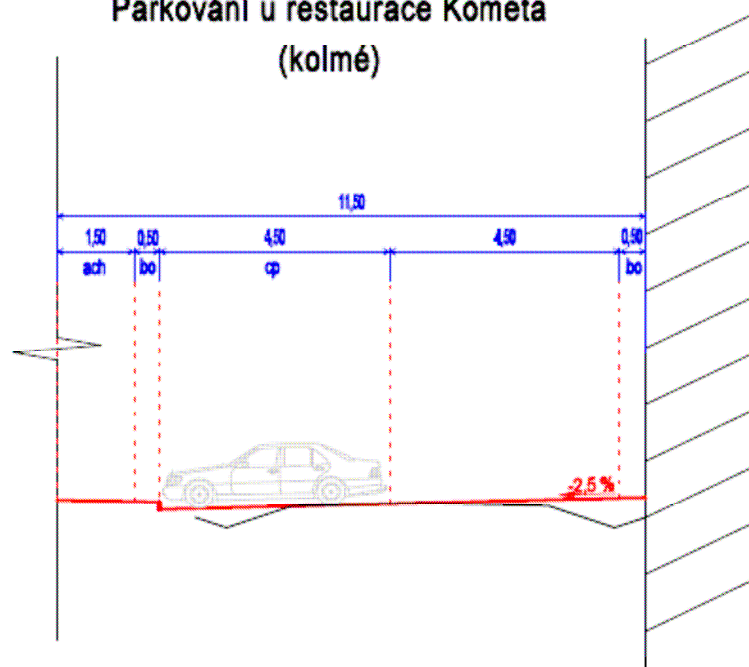 Parkování u restaurace Kometa
(kolmé)
11,50
1,50 0,50 4,50 4,50 0,50
ach bo cp bo
-2,5 %